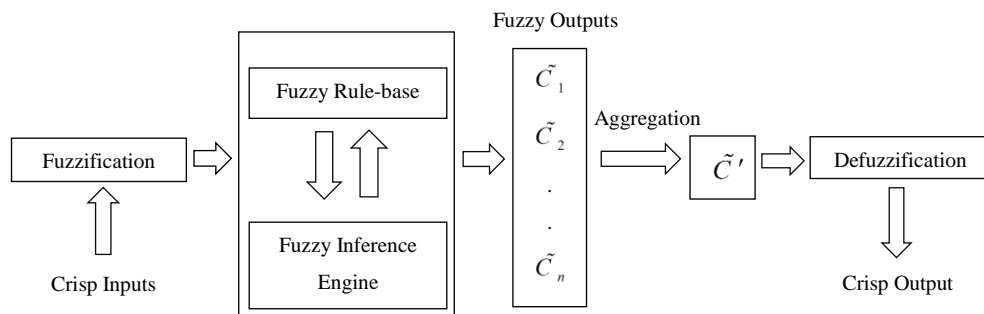 Fuzzy Outputs
Fuzzy Rule-base
Fuzzy Inference
Engine
Fuzzification
Crisp Inputs
C̃₁
C̃₂
.
.
C̃ₙ
Aggregation
C̃′
Defuzzification
Crisp Output